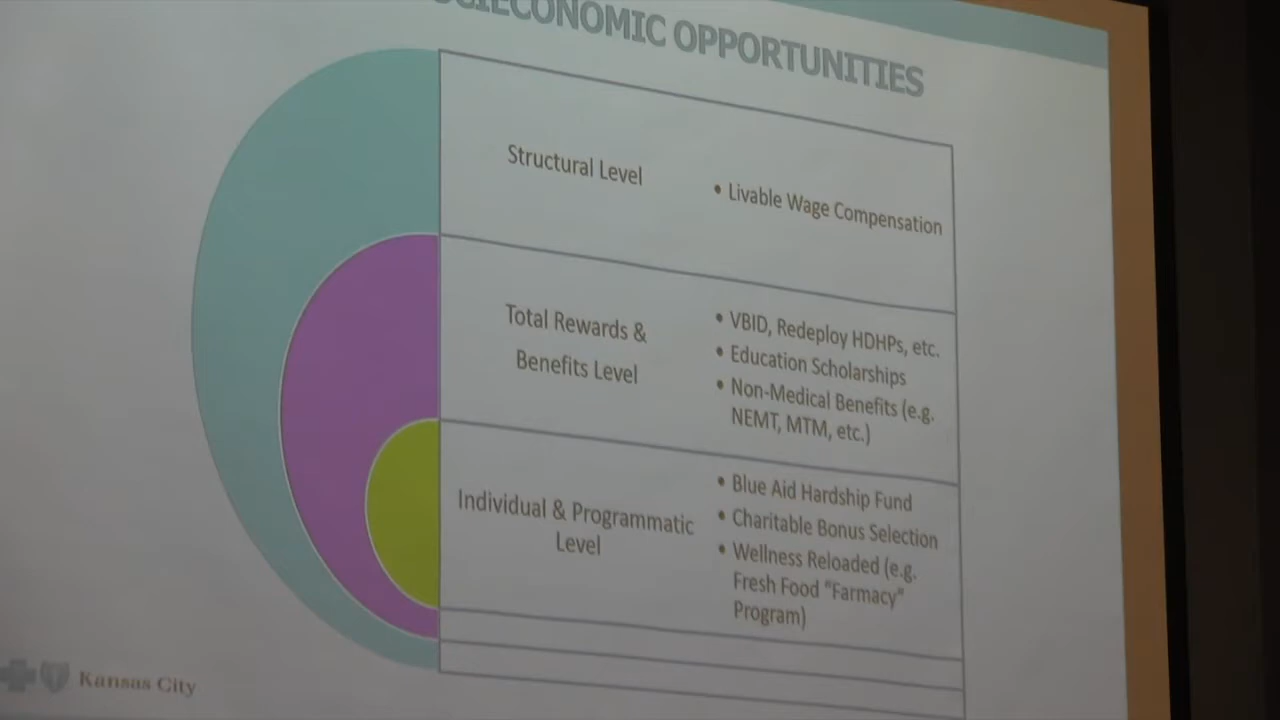 ECONOMIC OPPORTUNITIES
Structural Level
• Livable Wage Compensation
Total Rewards &
Benefits Level
• VBID, Redeploy HDHPs, etc.
• Education Scholarships
• Non-Medical Benefits (e.g.
NEMT, MTM, etc.)
Individual & Programmatic
Level
• Blue Aid Hardship Fund
• Charitable Bonus Selection
• Wellness Reloaded (e.g.
Fresh Food "Farmacy"
Program)
Kansas City